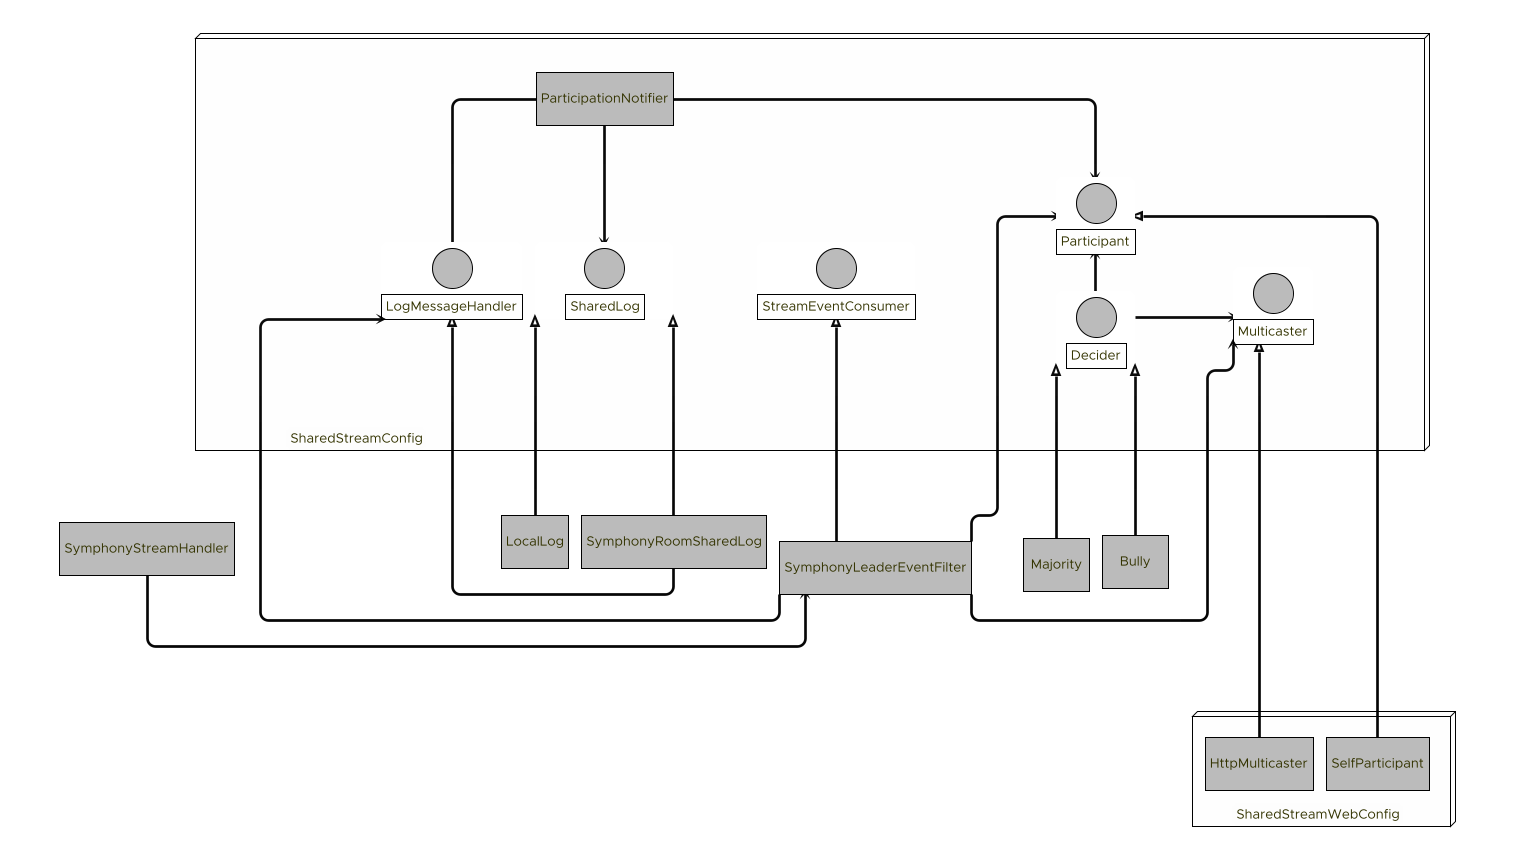 ParticipationNotifier
Participant
LogMessageHandler
SharedLog
StreamEventConsumer
Multicaster
Decider
SharedStreamConfig
SymphonyStreamHandler
LocalLog
SymphonyRoomSharedLog
SymphonyLeaderEventFilter
Majority
Bully
HttpMulticaster
SelfParticipant
SharedStreamWebConfig